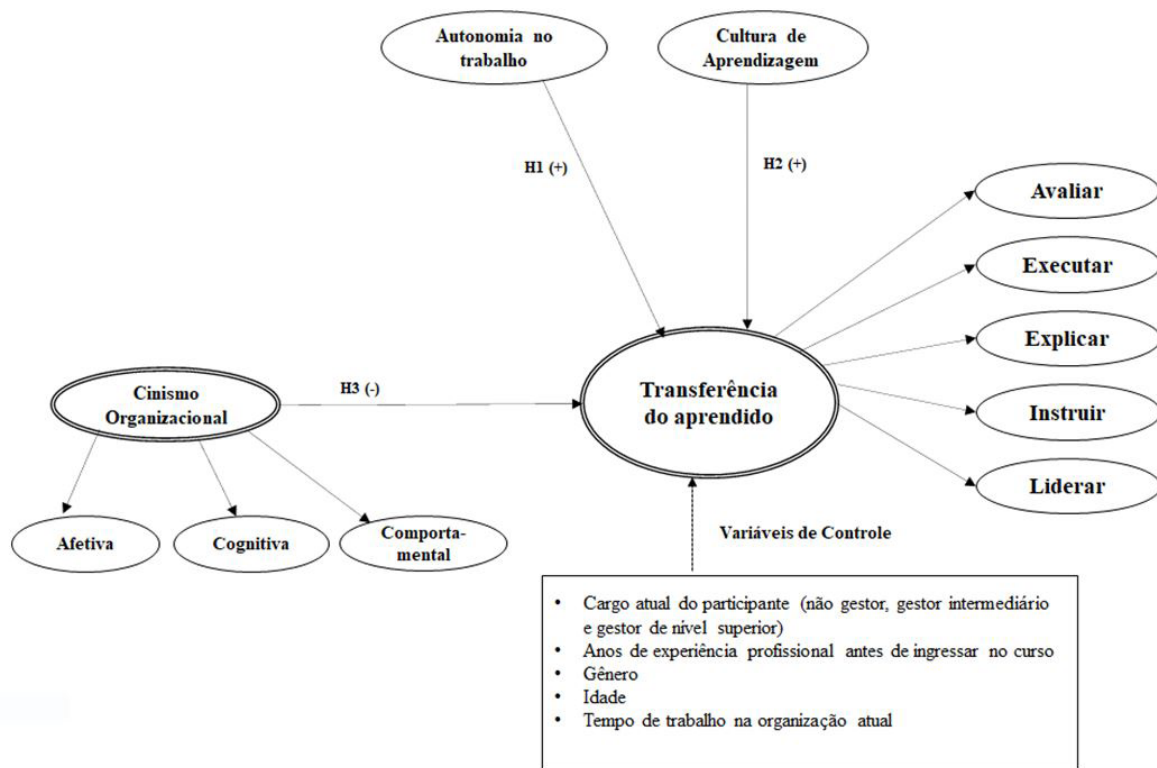 Autonomia no
trabalho
Cultura de
Aprendizagem
H1 (+)
H2 (+)
Avaliar
Executar
Explicar
Instruir
Liderar
Cinismo
Organizacional
H3 (-)
Transferência
do aprendido
Afetiva
Cognitiva
Comporta-
mental
Variáveis de Controle
• Cargo atual do participante (não gestor, gestor intermediário
e gestor de nível superior)
• Anos de experiência profissional antes de ingressar no curso
• Gênero
• Idade
• Tempo de trabalho na organização atual